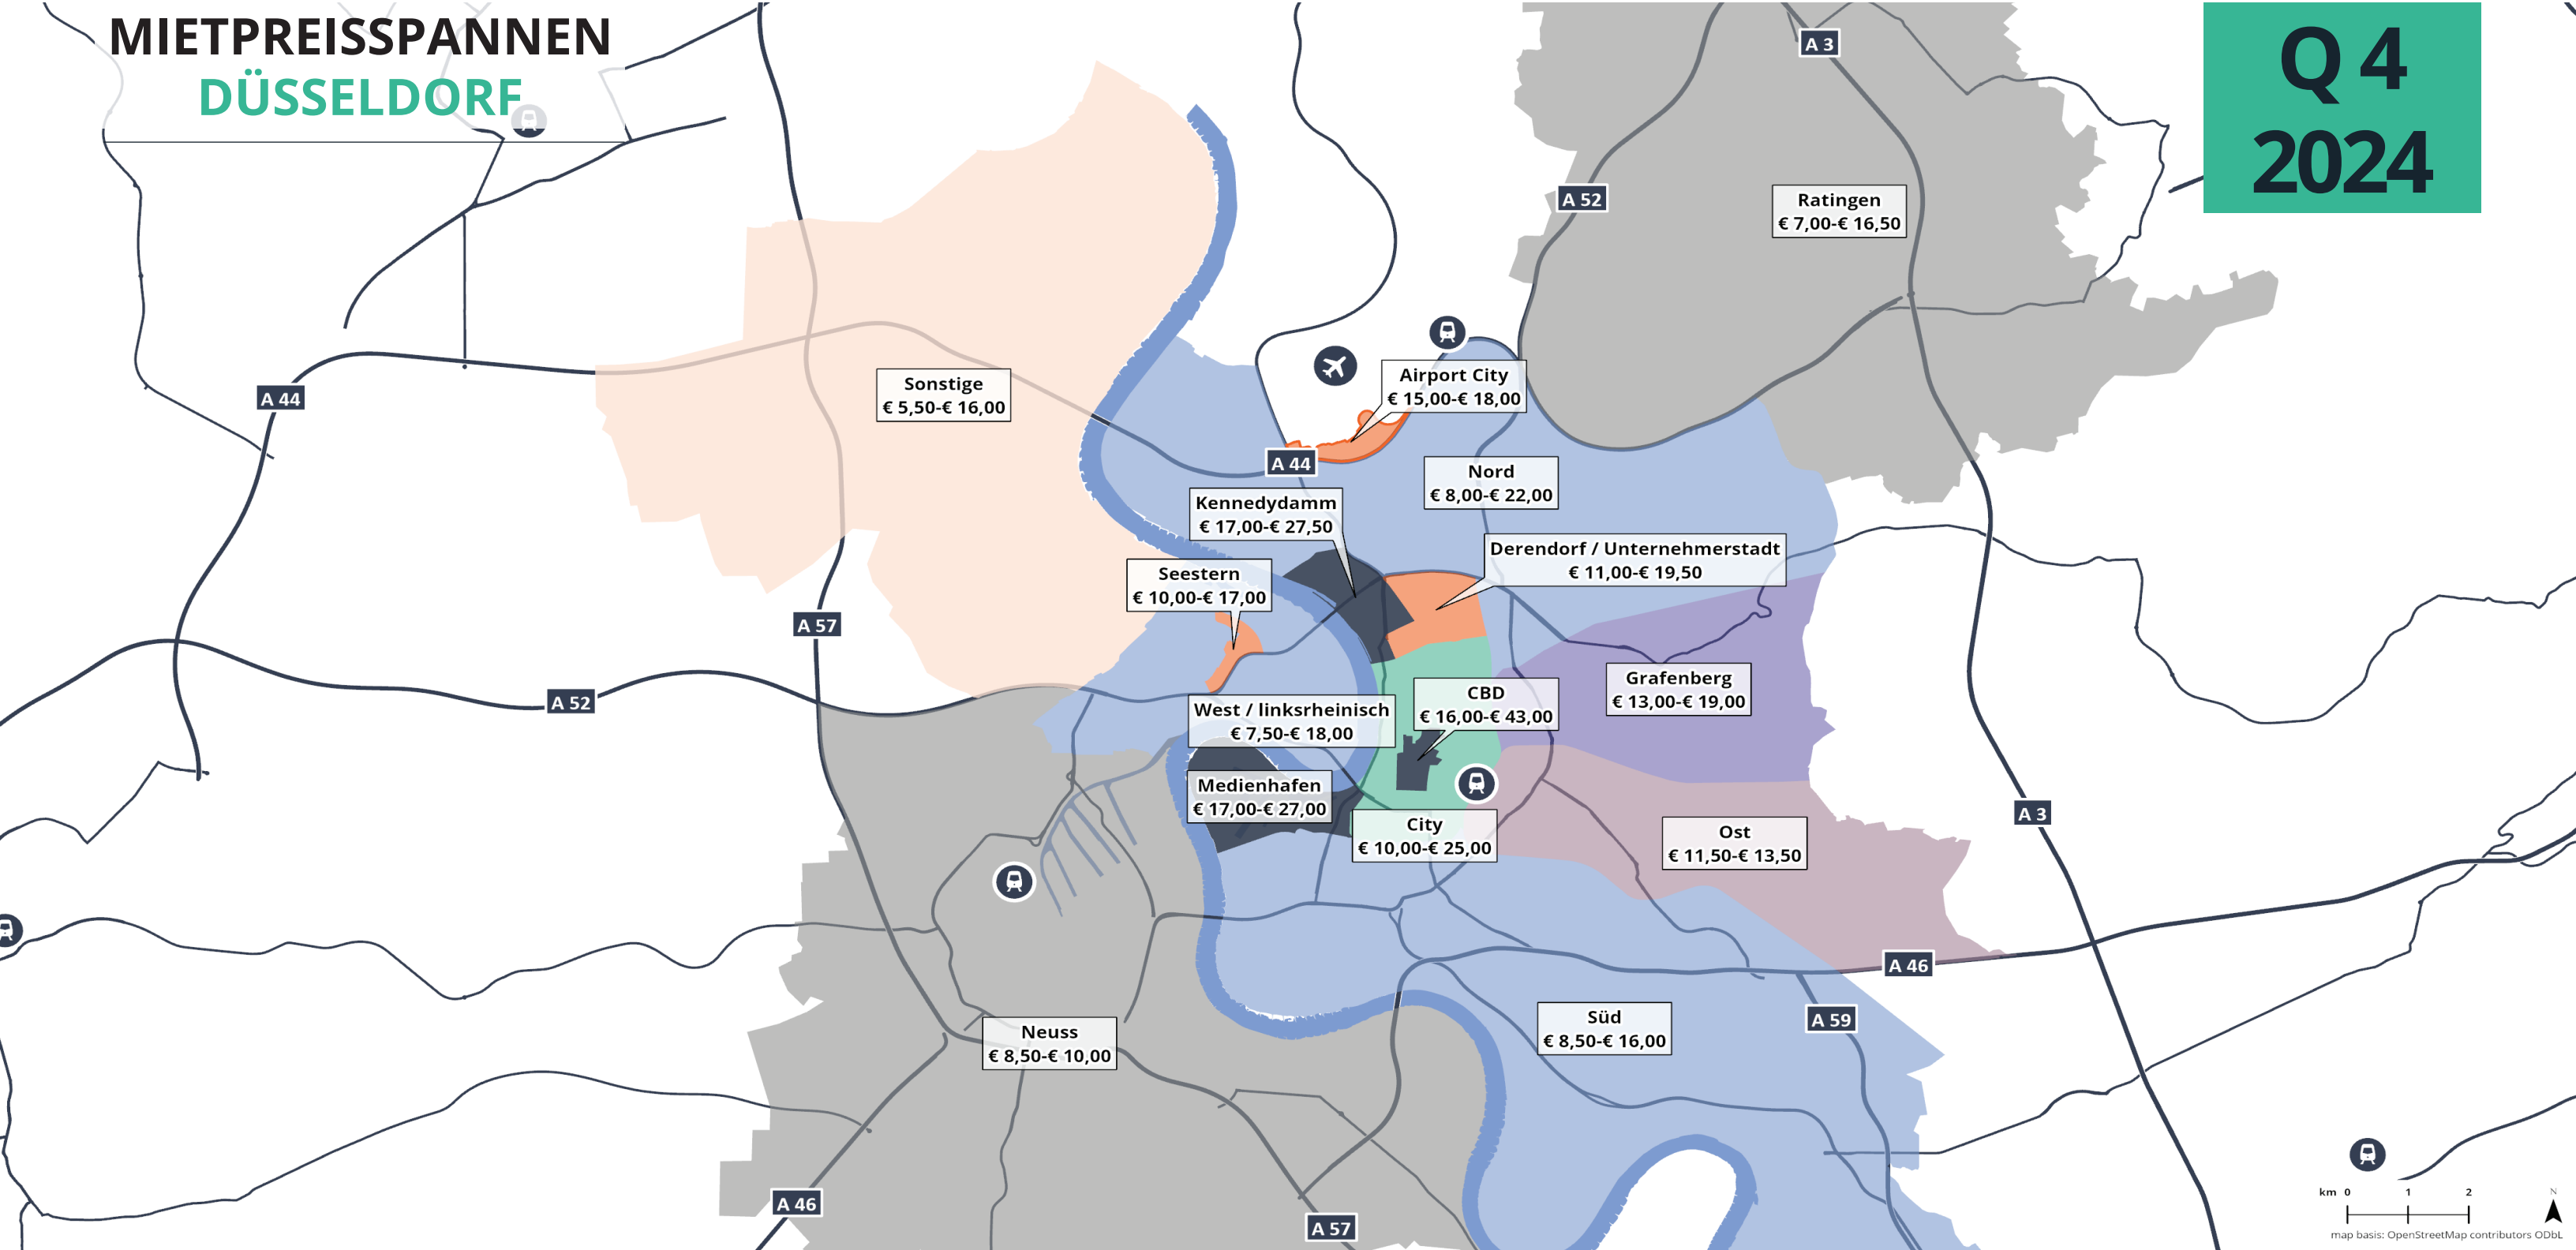 MIETPREISSPANNEN
DÜSSELDORF
Q 4
2024
A 3
A 52
Ratingen
€ 7,00-€ 16,50
A 44
Sonstige
€ 5,50-€ 16,00
Airport City
€ 15,00-€ 18,00
A 44
Nord
€ 8,00-€ 22,00
Kennedydamm
€ 17,00-€ 27,50
Derendorf / Unternehmerstadt
€ 11,00-€ 19,50
Seestern
€ 10,00-€ 17,00
A 57
Grafenberg
€ 13,00-€ 19,00
A 52
CBD
€ 16,00-€ 43,00
West / linksrheinisch
€ 7,50-€ 18,00
Medienhafen
€ 17,00-€ 27,00
A 3
City
€ 10,00-€ 25,00
Ost
€ 11,50-€ 13,50
A 46
Süd
€ 8,50-€ 16,00
A 59
Neuss
€ 8,50-€ 10,00
A 46
A 57
km 0 1 2 N
map basis: OpenStreetMap contributors ODbL